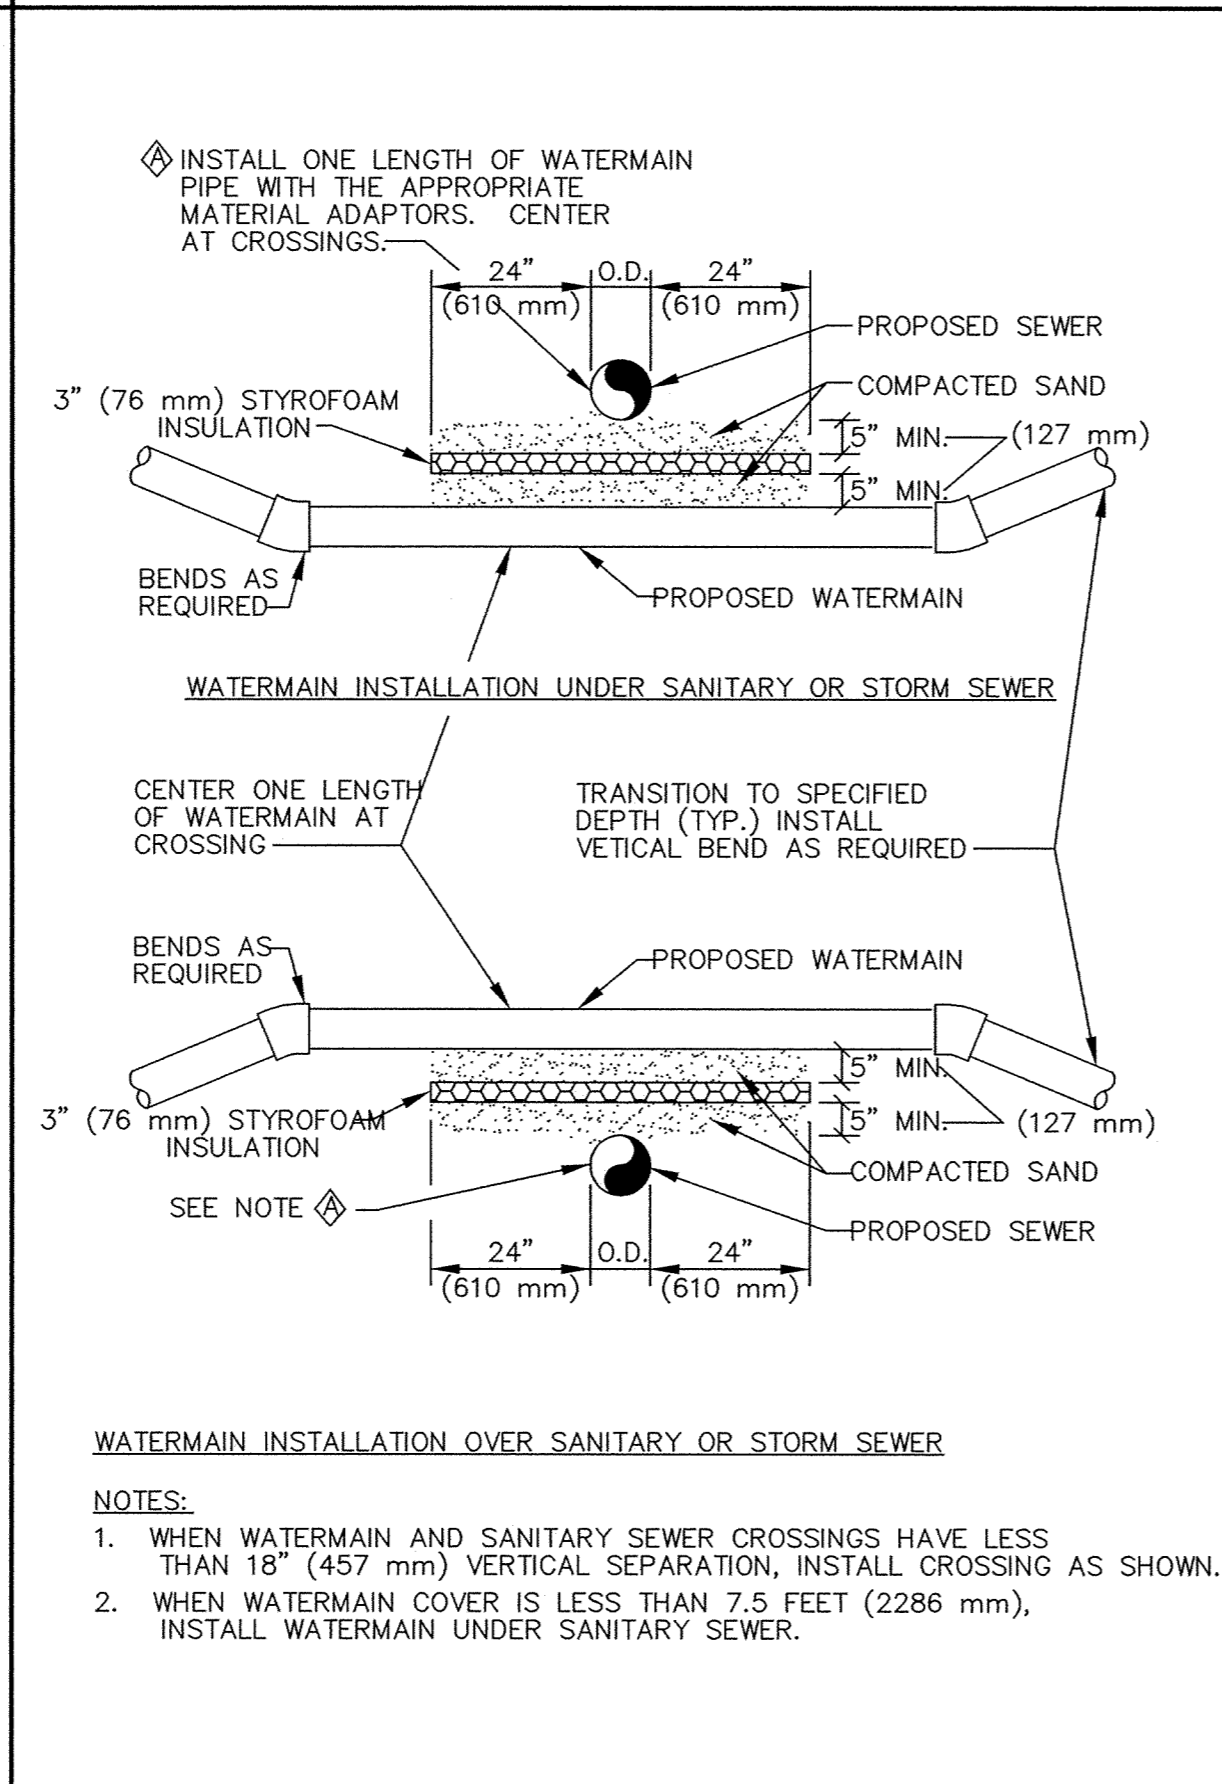 A INSTALL ONE LENGTH OF WATERMAIN
PIPE WITH THE APPROPRIATE
MATERIAL ADAPTORS. CENTER
AT CROSSINGS.
24" O.D. 24"
(610 mm) (610 mm)
PROPOSED SEWER
COMPACTED SAND
3" (76 mm) STYROFOAM
INSULATION
5" MIN. (127 mm)
5" MIN.
BENDS AS
REQUIRED
PROPOSED WATERMAIN
WATERMAIN INSTALLATION UNDER SANITARY OR STORM SEWER
CENTER ONE LENGTH
OF WATERMAIN AT
CROSSING
TRANSITION TO SPECIFIED
DEPTH (TYP.) INSTALL
VETICAL BEND AS REQUIRED
BENDS AS
REQUIRED
PROPOSED WATERMAIN
5" MIN.
3" (76 mm) STYROFOAM
INSULATION
5" MIN. (127 mm)
COMPACTED SAND
SEE NOTE A
PROPOSED SEWER
24" O.D. 24"
(610 mm) (610 mm)
WATERMAIN INSTALLATION OVER SANITARY OR STORM SEWER
NOTES:
1. WHEN WATERMAIN AND SANITARY SEWER CROSSINGS HAVE LESS
THAN 18" (457 mm) VERTICAL SEPARATION, INSTALL CROSSING AS SHOWN.
2. WHEN WATERMAIN COVER IS LESS THAN 7.5 FEET (2286 mm),
INSTALL WATERMAIN UNDER SANITARY SEWER.